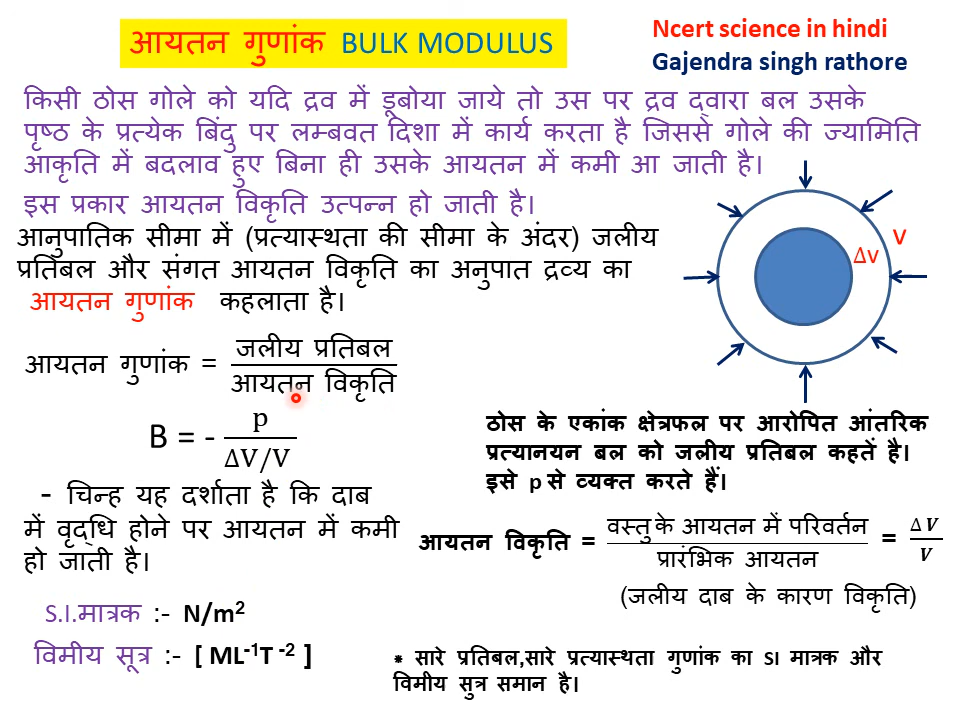 आयतन गुणांक BULK MODULUS
Ncert science in hindi
Gajendra singh rathore
किसी ठोस गोले को यदि द्रव में डूबोया जाये तो उस पर द्रव द्वारा बल उसके
पृष्ठ के प्रत्येक बिंदु पर लम्बवत दिशा में कार्य करता है जिससे गोले की ज्यामिति
आकृति में बदलाव हुए बिना ही उसके आयतन में कमी आ जाती है।
इस प्रकार आयतन विकृति उत्पन्न हो जाती है।
आनुपातिक सीमा में (प्रत्यास्थता की सीमा के अंदर) जलीय
प्रतिबल और संगत आयतन विकृति का अनुपात द्रव्य का
आयतन गुणांक कहलाता है।
V
Δv
आयतन गुणांक = जलीय प्रतिबल / आयतन विकृति
B = - p / ΔV/V
- चिन्ह यह दर्शाता है कि दाब
में वृद्धि होने पर आयतन में कमी
हो जाती है।
S.I.मात्रक :- N/m²
विमीय सूत्र :- [ ML⁻¹T ⁻² ]
ठोस के एकांक क्षेत्रफल पर आरोपित आंतरिक
प्रत्यानयन बल को जलीय प्रतिबल कहतें है।
इसे p से व्यक्त करते हैं।
आयतन विकृति = वस्तु के आयतन में परिवर्तन / प्रारंभिक आयतन = Δ V / V
(जलीय दाब के कारण विकृति)
* सारे प्रतिबल,सारे प्रत्यास्थता गुणांक का SI मात्रक और
विमीय सुत्र समान है।